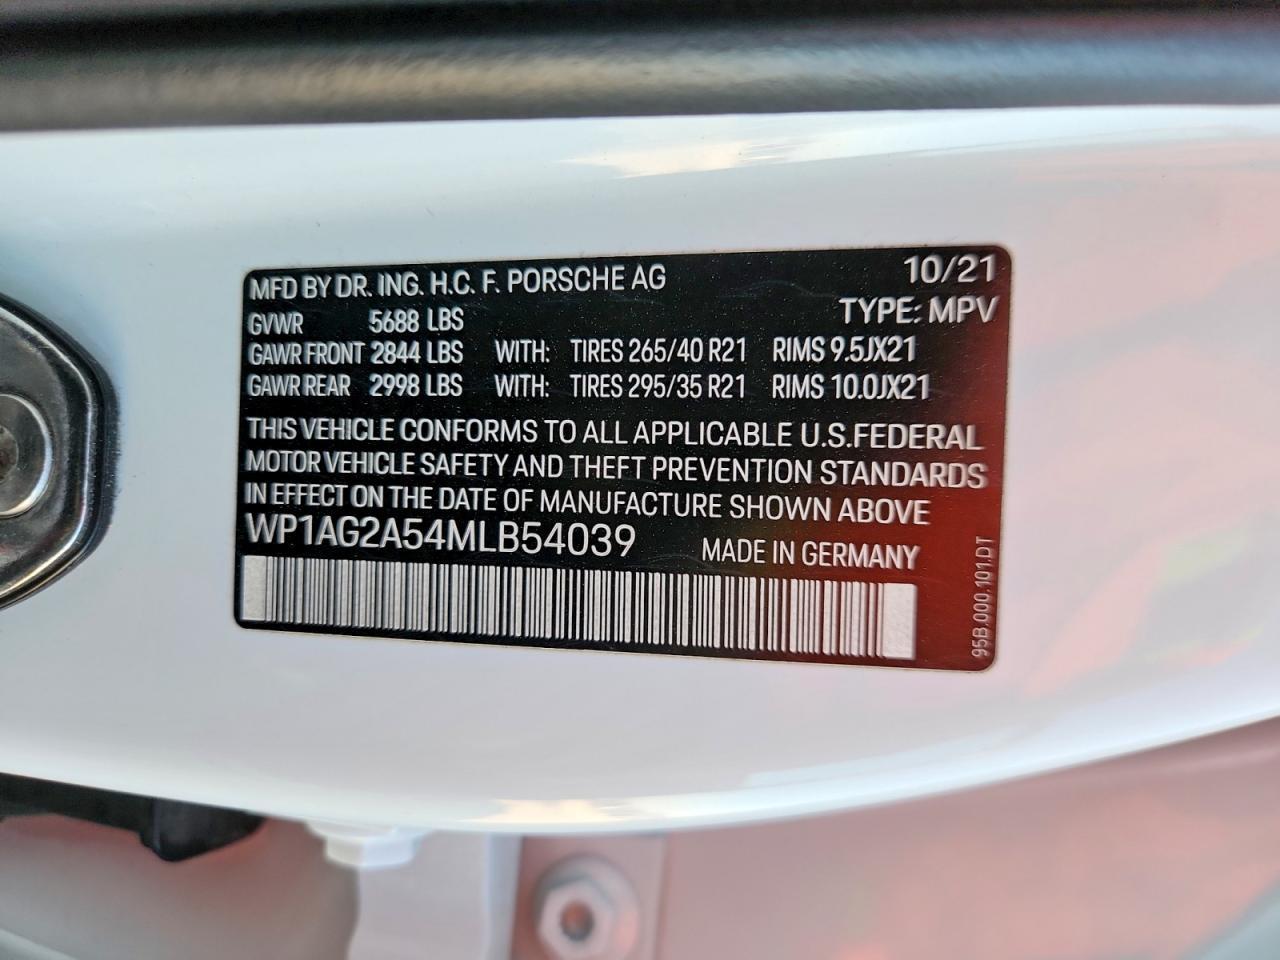 MFD BY DR. ING. H.C. F. PORSCHE AG 10/21
TYPE: MPV
GVWR 5688 LBS
GAWR FRONT 2844 LBS WITH: TIRES 265/40 R21 RIMS 9.5JX21
GAWR REAR 2998 LBS WITH: TIRES 295/35 R21 RIMS 10.0JX21
THIS VEHICLE CONFORMS TO ALL APPLICABLE U.S.FEDERAL
MOTOR VEHICLE SAFETY AND THEFT PREVENTION STANDARDS
IN EFFECT ON THE DATE OF MANUFACTURE SHOWN ABOVE
WP1AG2A54MLB54039 MADE IN GERMANY
95B.000.101.DT